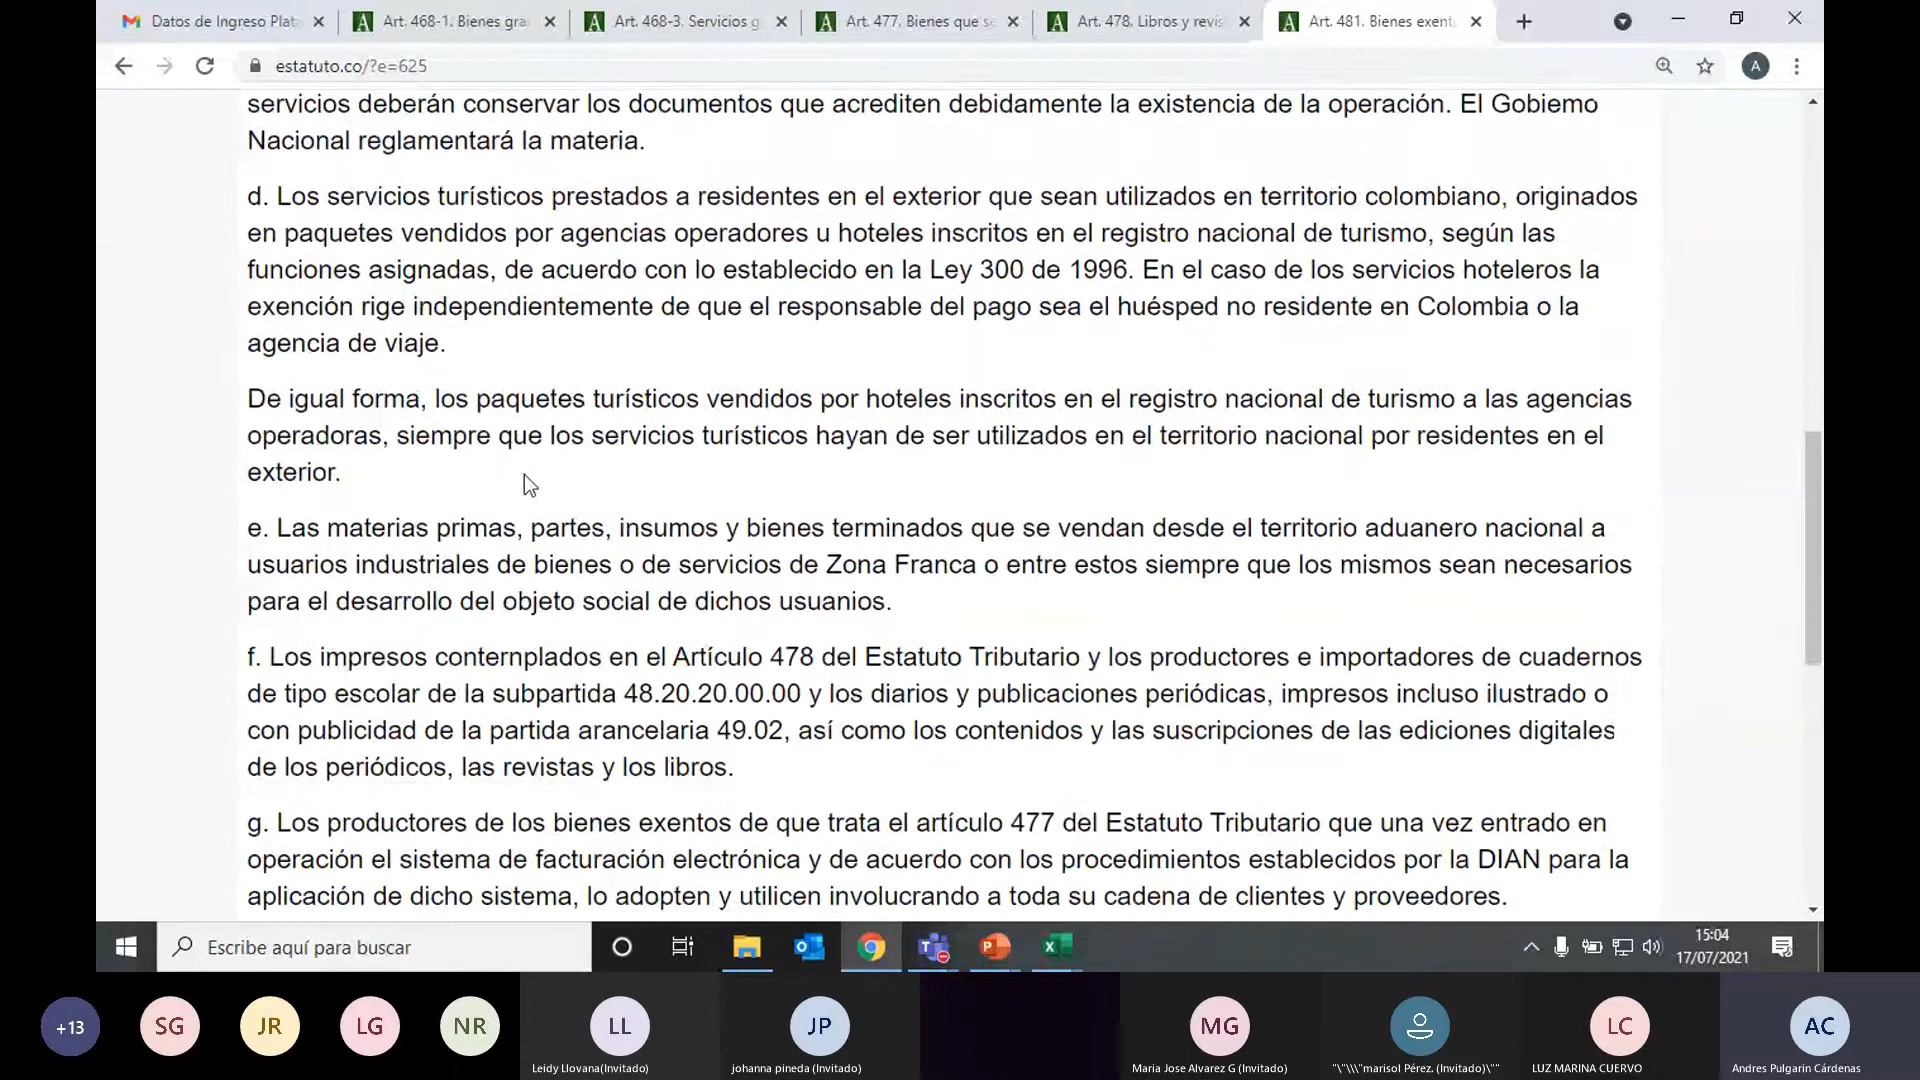 Datos de Ingreso Plat
Art. 468-1. Bienes gra
Art. 468-3. Servicios g
Art. 477. Bienes que se
Art. 478. Libros y revis
Art. 481. Bienes exent
estatuto.co/?e=625
A
servicios deberán conservar los documentos que acrediten debidamente la existencia de la operación. El Gobiemo
Nacional reglamentará la materia.
d. Los servicios turísticos prestados a residentes en el exterior que sean utilizados en territorio colombiano, originados
en paquetes vendidos por agencias operadores u hoteles inscritos en el registro nacional de turismo, según las
funciones asignadas, de acuerdo con lo establecido en la Ley 300 de 1996. En el caso de los servicios hoteleros la
exención rige independientemente de que el responsable del pago sea el huésped no residente en Colombia o la
agencia de viaje.
De igual forma, los paquetes turísticos vendidos por hoteles inscritos en el registro nacional de turismo a las agencias
operadoras, siempre que los servicios turísticos hayan de ser utilizados en el territorio nacional por residentes en el
exterior.
e. Las materias primas, partes, insumos y bienes terminados que se vendan desde el territorio aduanero nacional a
usuarios industriales de bienes o de servicios de Zona Franca o entre estos siempre que los mismos sean necesarios
para el desarrollo del objeto social de dichos usuanios.
f. Los impresos conternplados en el Artículo 478 del Estatuto Tributario y los productores e importadores de cuadernos
de tipo escolar de la subpartida 48.20.20.00.00 y los diarios y publicaciones periódicas, impresos incluso ilustrado o
con publicidad de la partida arancelaria 49.02, así como los contenidos y las suscripciones de las ediciones digitales
de los periódicos, las revistas y los libros.
g. Los productores de los bienes exentos de que trata el artículo 477 del Estatuto Tributario que una vez entrado en
operación el sistema de facturación electrónica y de acuerdo con los procedimientos establecidos por la DIAN para la
aplicación de dicho sistema, lo adopten y utilicen involucrando a toda su cadena de clientes y proveedores.
Escribe aquí para buscar
15:04
17/07/2021
+13
SG
JR
LG
NR
LL
JP
MG
LC
AC
Leidy Llovana(Invitado)
johanna pineda (Invitado)
Maria Jose Alvarez G (Invitado)
"\"\\\"marisol Pérez. (Invitado)\""
LUZ MARINA CUERVO
Andres Pulgarin Cárdenas